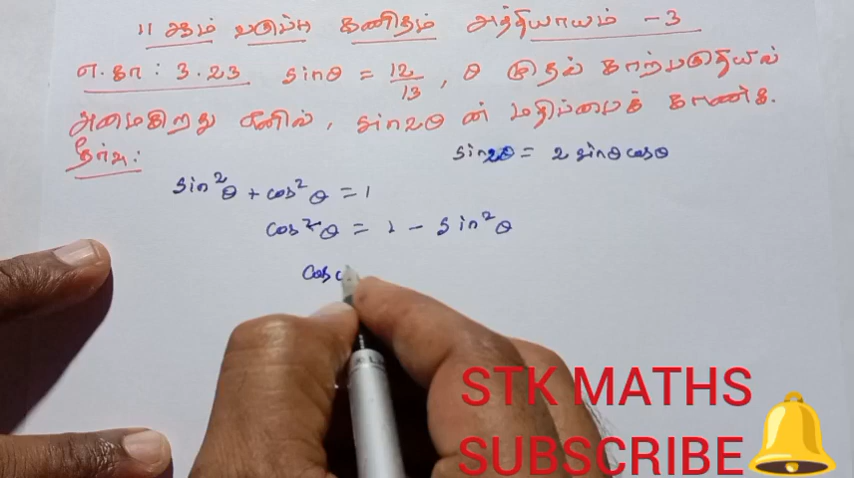 11 ஆம் வகுப்பு கணிதம் அத்தியாயம் - 3
எ.கா : 3.23 sinθ = 12/13 , θ முதல் காற்பகுதியில்
அமைகிறது எனில், sin2θ ன் மதிப்பைக் காண்க.
தீர்வு :
sin2θ = 2 sinθ cosθ
sin²θ + cos²θ = 1
cos²θ = 1 - sin²θ
cos
STK MATHS
SUBSCRIBE